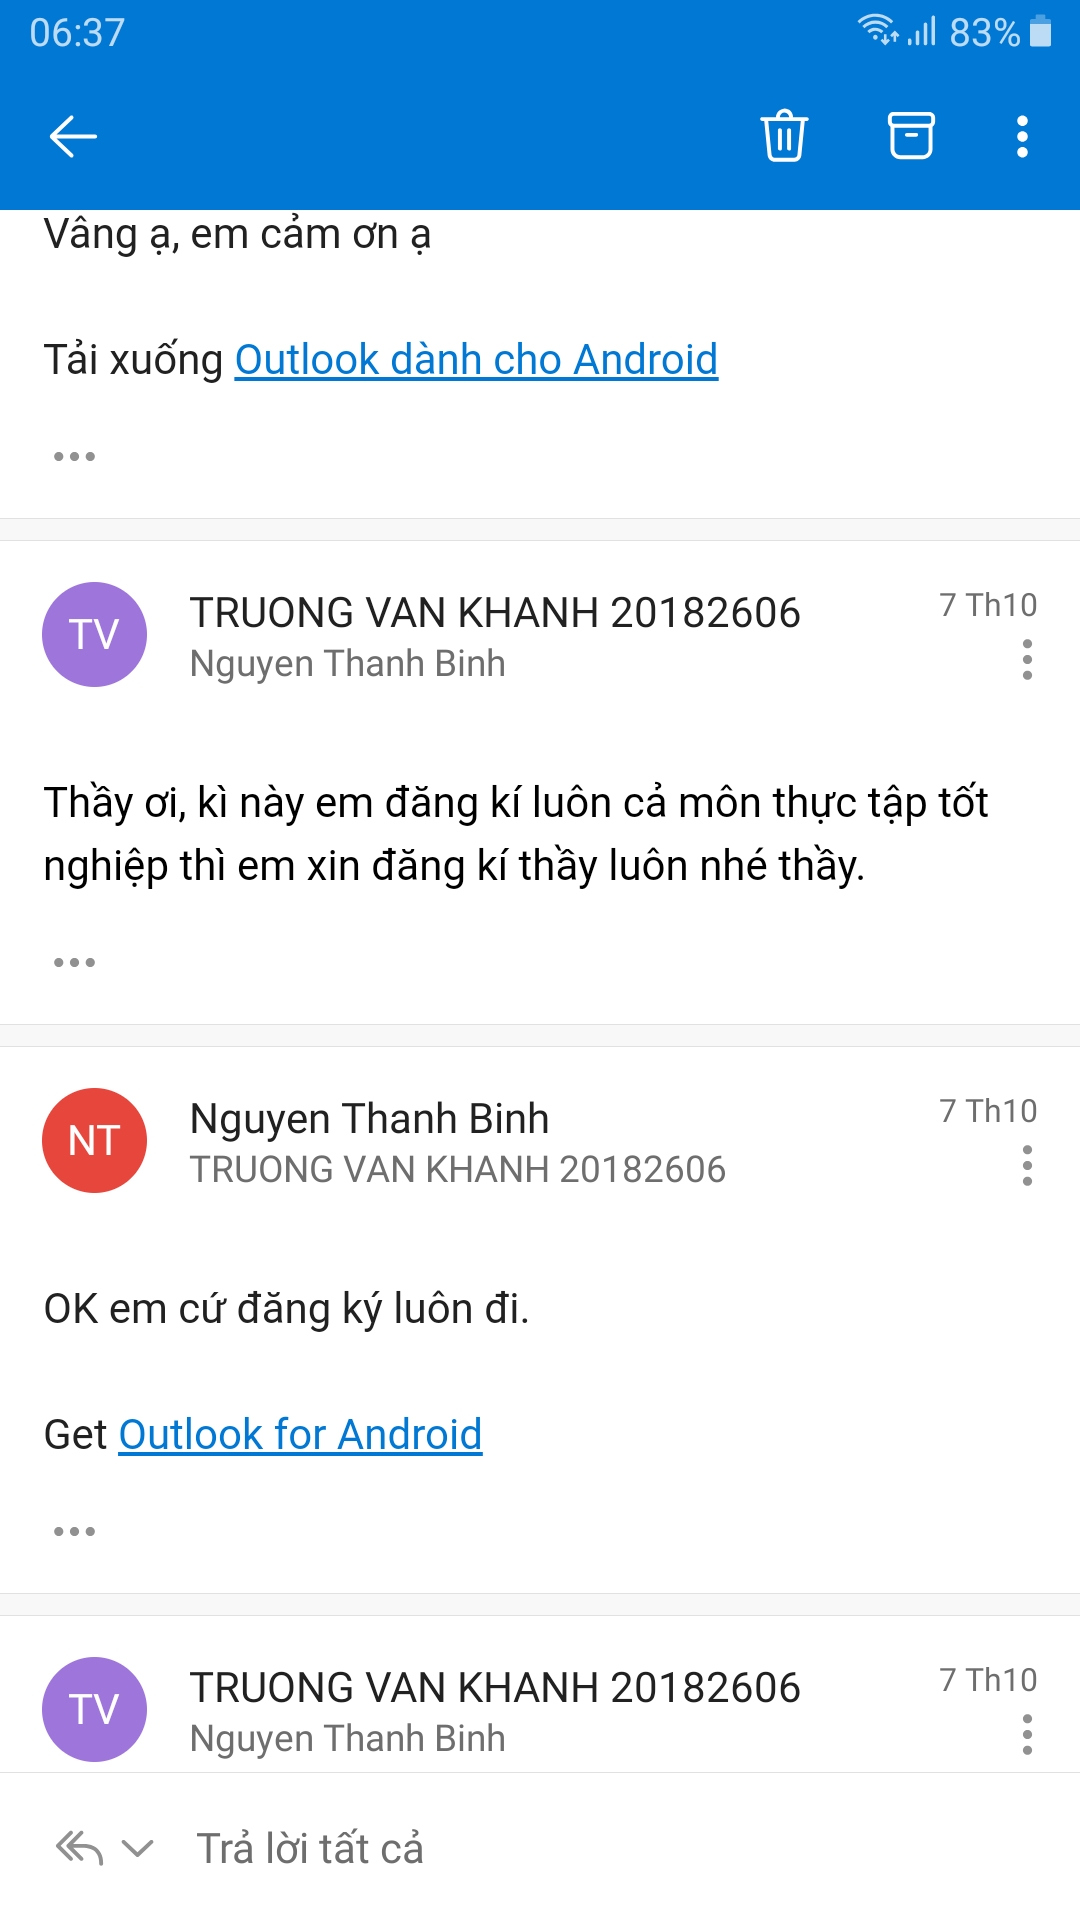 06:37
83%
Vâng ạ, em cảm ơn ạ
Tải xuống Outlook dành cho Android
TV
TRUONG VAN KHANH 20182606
7 Th10
Nguyen Thanh Binh
Thầy ơi, kì này em đăng kí luôn cả môn thực tập tốt
nghiệp thì em xin đăng kí thầy luôn nhé thầy.
NT
Nguyen Thanh Binh
7 Th10
TRUONG VAN KHANH 20182606
OK em cứ đăng ký luôn đi.
Get Outlook for Android
TV
TRUONG VAN KHANH 20182606
7 Th10
Nguyen Thanh Binh
Trả lời tất cả